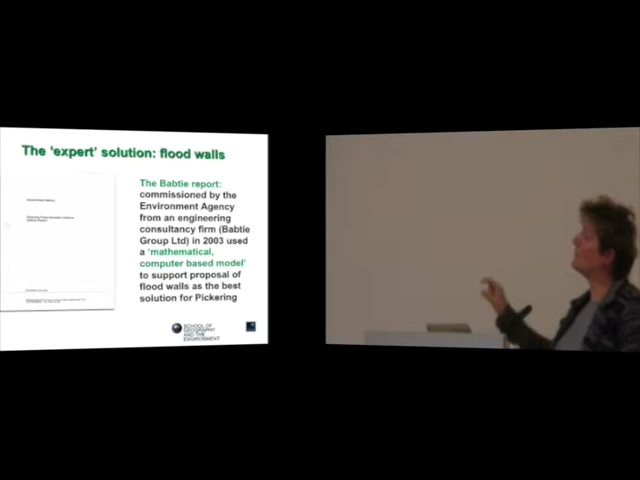 The 'expert' solution: flood walls
The Babtie report:
commissioned by the
Environment Agency
from an engineering
consultancy firm (Babtie
Group Ltd) in 2003 used
a 'mathematical,
computer based model'
to support proposal of
flood walls as the best
solution for Pickering
SCHOOL OF
GEOGRAPHY
AND THE
ENVIRONMENT